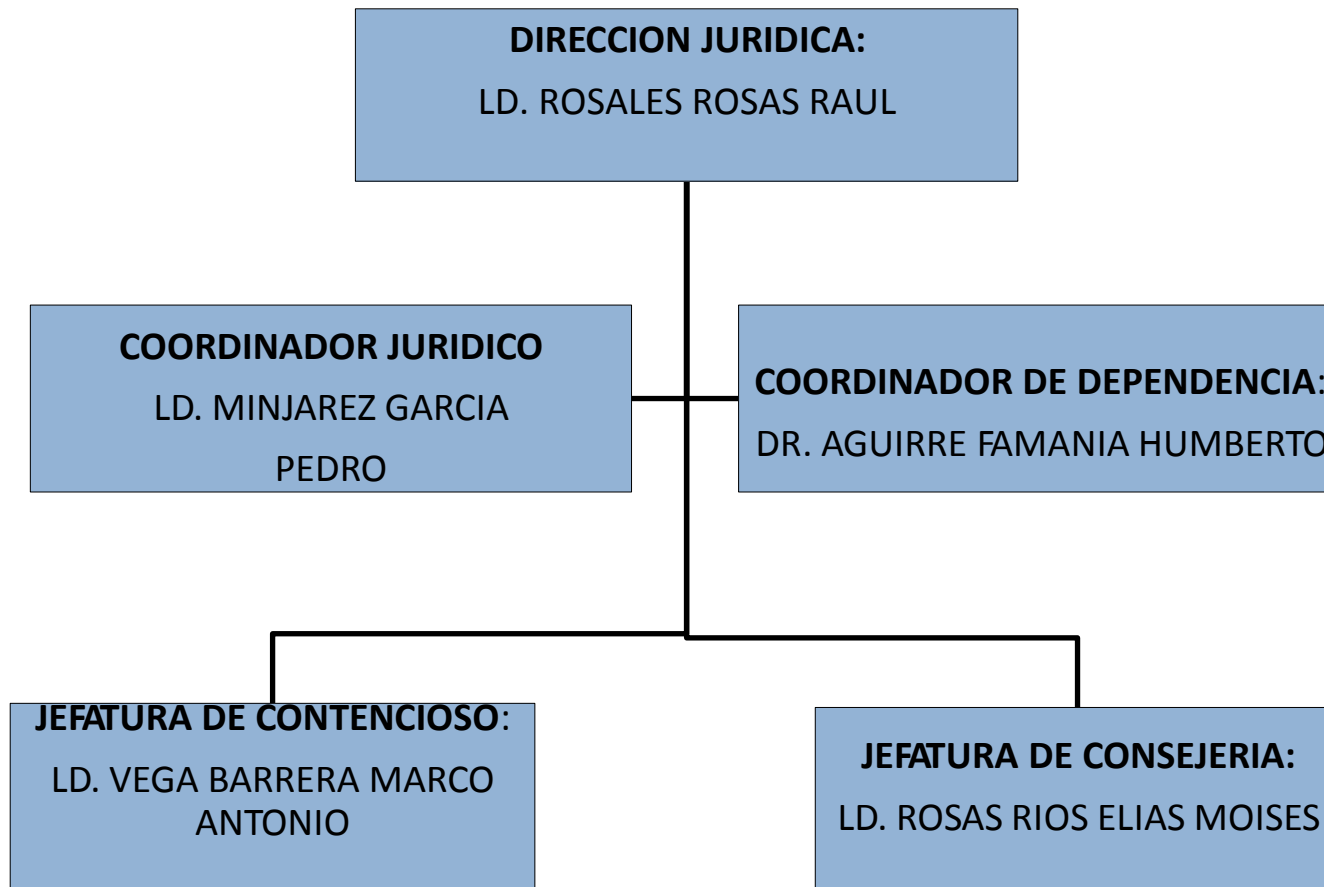 DIRECCION JURIDICA:
LD. ROSALES ROSAS RAUL
COORDINADOR JURIDICO
LD. MINJAREZ GARCIA
PEDRO
COORDINADOR DE DEPENDENCIA:
DR. AGUIRRE FAMANIA HUMBERTO
JEFATURA DE CONTENCIOSO:
LD. VEGA BARRERA MARCO
ANTONIO
JEFATURA DE CONSEJERIA:
LD. ROSAS RIOS ELIAS MOISES